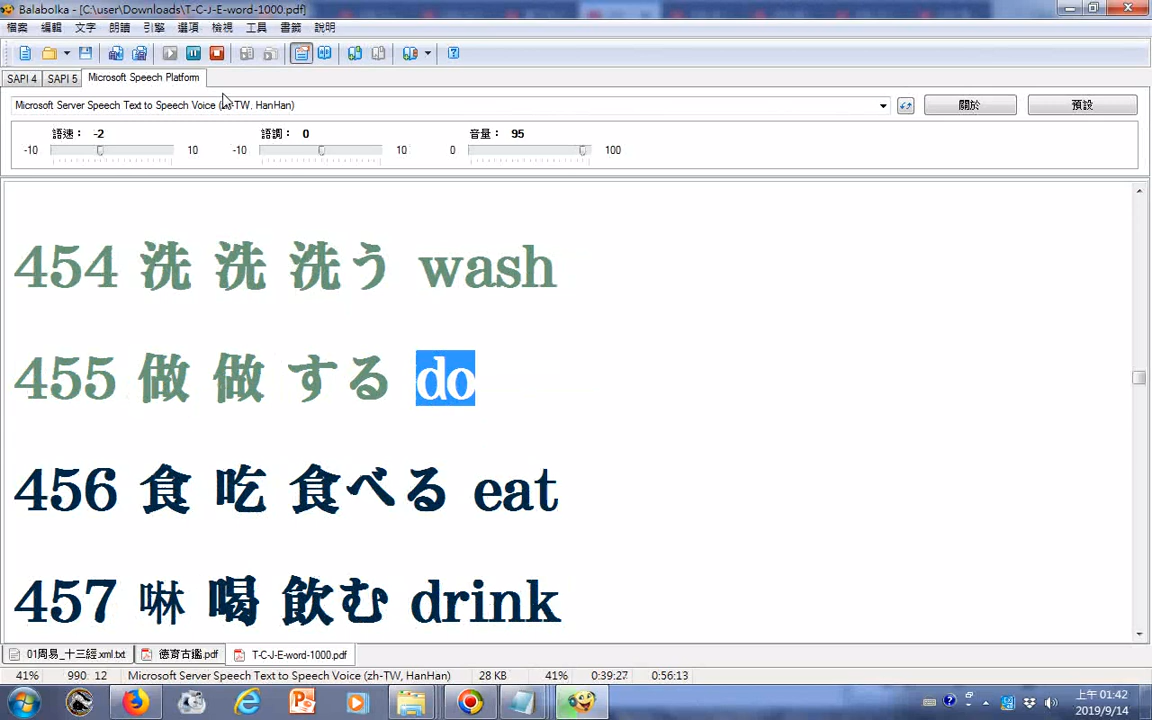 Balabolka - [C:\user\Downloads\T-C-J-E-word-1000.pdf]
檔案 編輯 文字 朗讀 引擎 選項 檢視 工具 書籤 說明
SAPI 4 SAPI 5 Microsoft Speech Platform
Microsoft Server Speech Text to Speech Voice (zh-TW, HanHan) 關於 預設
語速： -2 語調： 0 音量： 95
-10 10 -10 10 0 100
454 洗 洗 洗う wash
455 做 做 する do
456 食 吃 食べる eat
457 啉 喝 飲む drink
01周易_十三經.xml.txt 德育古鑑.pdf T-C-J-E-word-1000.pdf
41% 990: 12 Microsoft Server Speech Text to Speech Voice (zh-TW, HanHan) 28 KB 41% 0:39:27 0:56:13
上午 01:42
2019/9/14